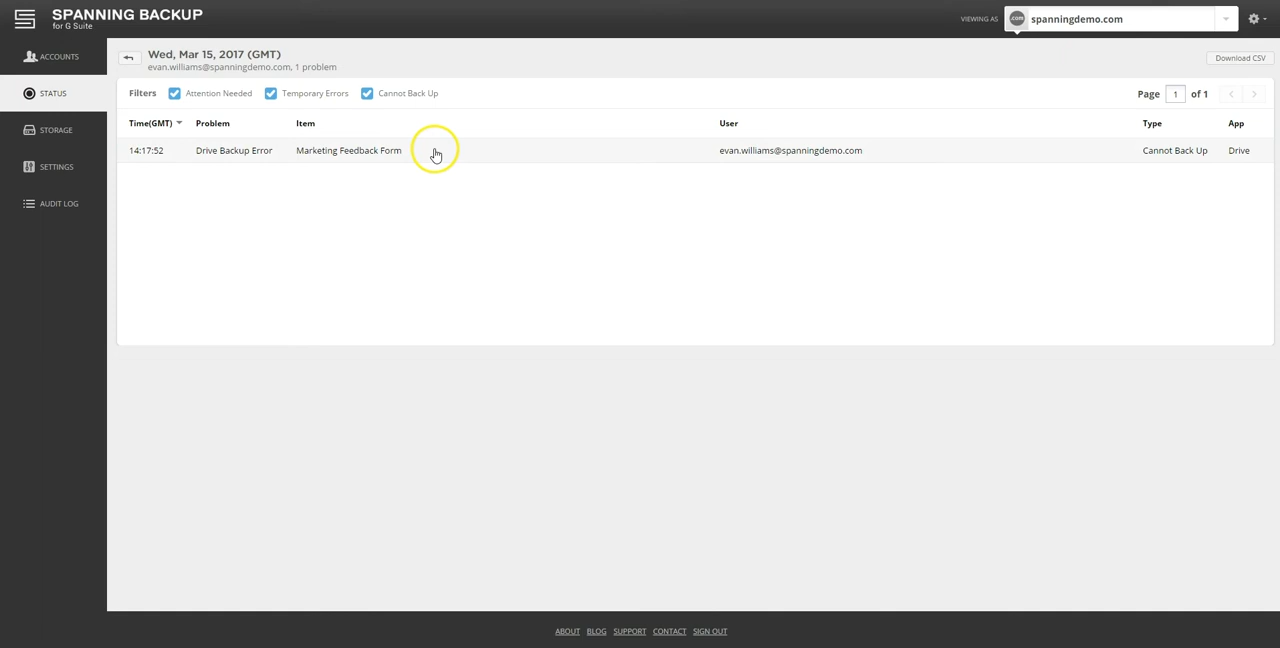 SPANNING BACKUP
for G Suite
VIEWING AS
.com
spanningdemo.com
ACCOUNTS
STATUS
STORAGE
SETTINGS
AUDIT LOG
Wed, Mar 15, 2017 (GMT)
evan.williams@spanningdemo.com, 1 problem
Download CSV
Filters Attention Needed Temporary Errors Cannot Back Up
Page 1 of 1
Time(GMT) Problem Item User Type App
14:17:52 Drive Backup Error Marketing Feedback Form evan.williams@spanningdemo.com Cannot Back Up Drive
ABOUT BLOG SUPPORT CONTACT SIGN OUT